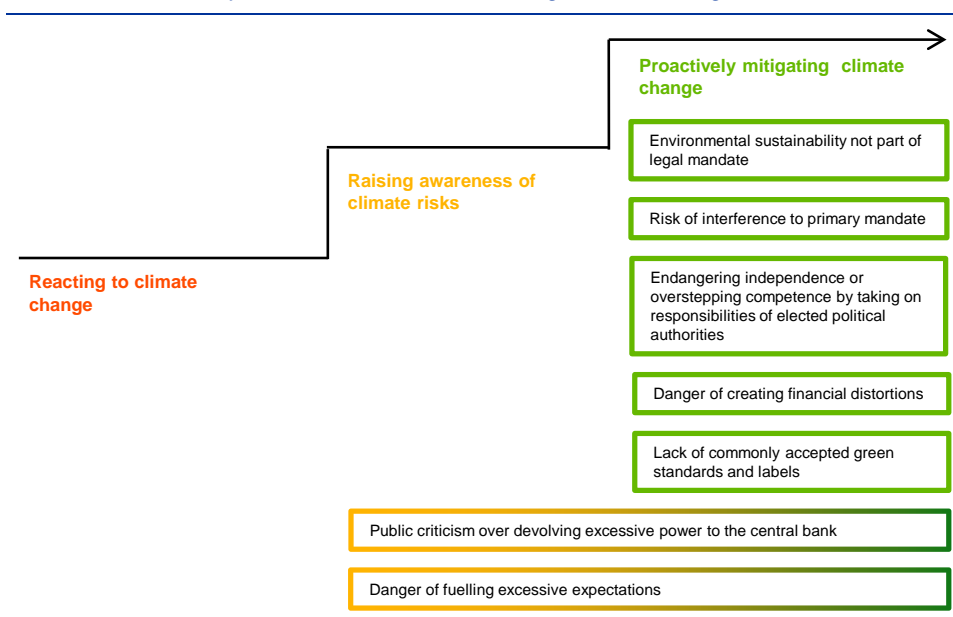 Proactively mitigating climate
change
Environmental sustainability not part of
legal mandate
Raising awareness of
climate risks
Risk of interference to primary mandate
Reacting to climate
change
Endangering independence or
overstepping competence by taking on
responsibilities of elected political
authorities
Danger of creating financial distortions
Lack of commonly accepted green
standards and labels
Public criticism over devolving excessive power to the central bank
Danger of fuelling excessive expectations